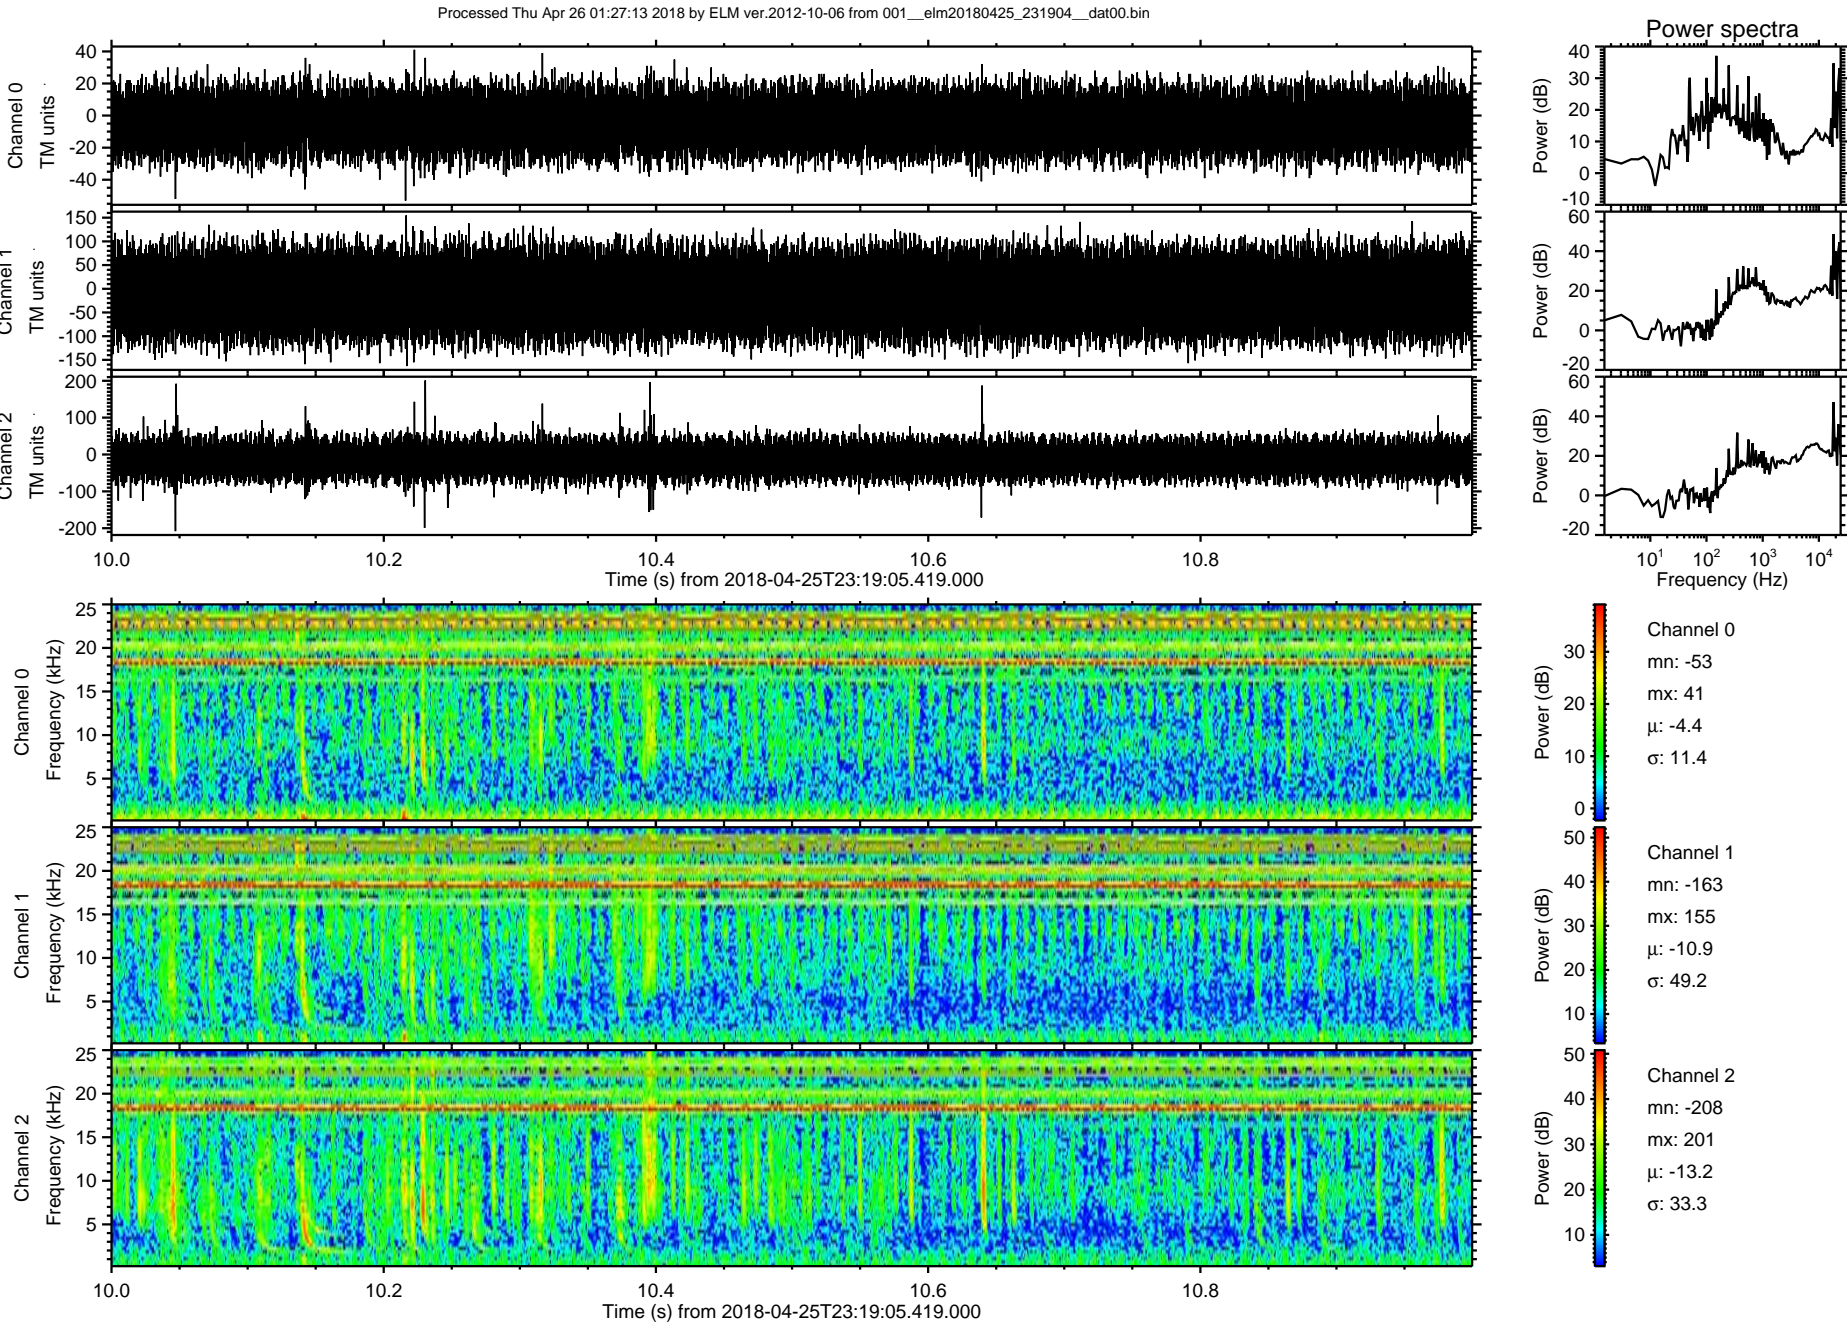 Processed Thu Apr 26 01:27:13 2018 by ELM ver.2012-10-06 from 001__elm20180425_231904__dat00.bin
Power spectra
Channel 0
TM units
40
20
0
-20
-40
Power (dB)
40
30
20
10
0
-10
Channel 1
TM units
150
100
50
0
-50
-100
-150
Power (dB)
60
40
20
0
-20
Channel 2
TM units
200
100
0
-100
-200
Power (dB)
60
40
20
0
-20
10.0 10.2 10.4 10.6 10.8
Time (s) from 2018-04-25T23:19:05.419.000
10^1 10^2 10^3 10^4
Frequency (Hz)
Channel 0
Frequency (kHz)
25
20
15
10
5
Power (dB)
30
20
10
0
Channel 0
mn: -53
mx: 41
μ: -4.4
σ: 11.4
Channel 1
Frequency (kHz)
25
20
15
10
5
Power (dB)
50
40
30
20
10
Channel 1
mn: -163
mx: 155
μ: -10.9
σ: 49.2
Channel 2
Frequency (kHz)
25
20
15
10
5
Power (dB)
50
40
30
20
10
Channel 2
mn: -208
mx: 201
μ: -13.2
σ: 33.3
10.0 10.2 10.4 10.6 10.8
Time (s) from 2018-04-25T23:19:05.419.000